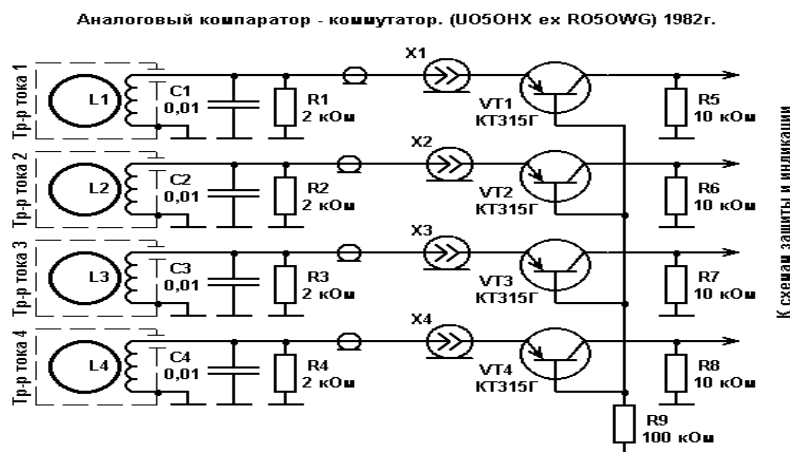 Аналоговый компаратор - коммутатор. (UO5OHX ex RO5OWG) 1982г.
Тр-р тока 1
L1
C1
0,01
R1
2 кОм
X1
VT1
КТ315Г
R5
10 кОм
Тр-р тока 2
L2
C2
0,01
R2
2 кОм
X2
VT2
КТ315Г
R6
10 кОм
Тр-р тока 3
L3
C3
0,01
R3
2 кОм
X3
VT3
КТ315Г
R7
10 кОм
Тр-р тока 4
L4
C4
0,01
R4
2 кОм
X4
VT4
КТ315Г
R8
10 кОм
R9
100 кОм
К схемам защиты и индикации